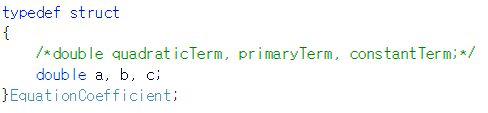 typedef struct
{
/*double quadraticTerm, primaryTerm, constantTerm;*/
double a, b, c;
}EquationCoefficient;